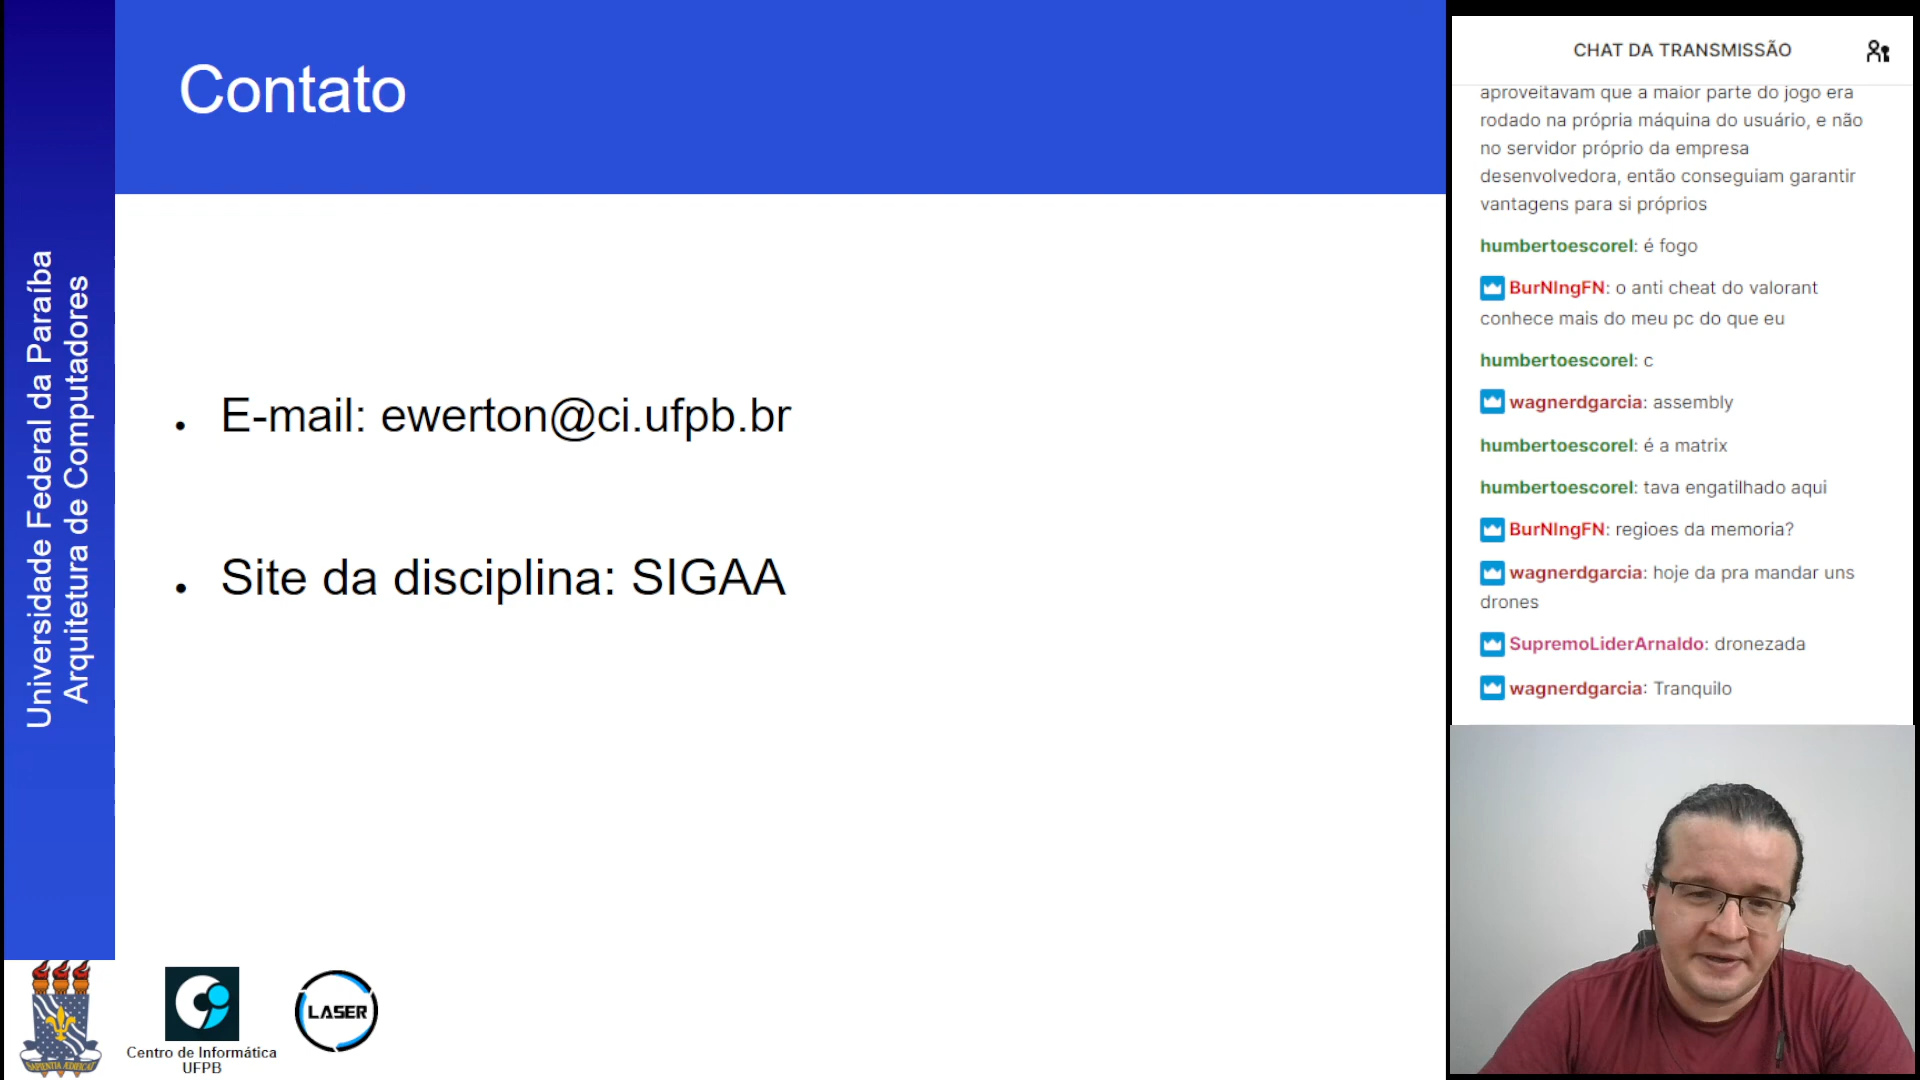 Universidade Federal da Paraíba
Arquitetura de Computadores
Contato
E-mail: ewerton@ci.ufpb.br
Site da disciplina: SIGAA
SAPIENTIA ÆDIFICAT
Centro de Informática
UFPB
LASER
CHAT DA TRANSMISSÃO
aproveitavam que a maior parte do jogo era
rodado na própria máquina do usuário, e não
no servidor próprio da empresa
desenvolvedora, então conseguiam garantir
vantagens para si próprios
humbertoescorel: é fogo
BurNIngFN: o anti cheat do valorant
conhece mais do meu pc do que eu
humbertoescorel: c
wagnerdgarcia: assembly
humbertoescorel: é a matrix
humbertoescorel: tava engatilhado aqui
BurNIngFN: regioes da memoria?
wagnerdgarcia: hoje da pra mandar uns
drones
SupremoLiderArnaldo: dronezada
wagnerdgarcia: Tranquilo